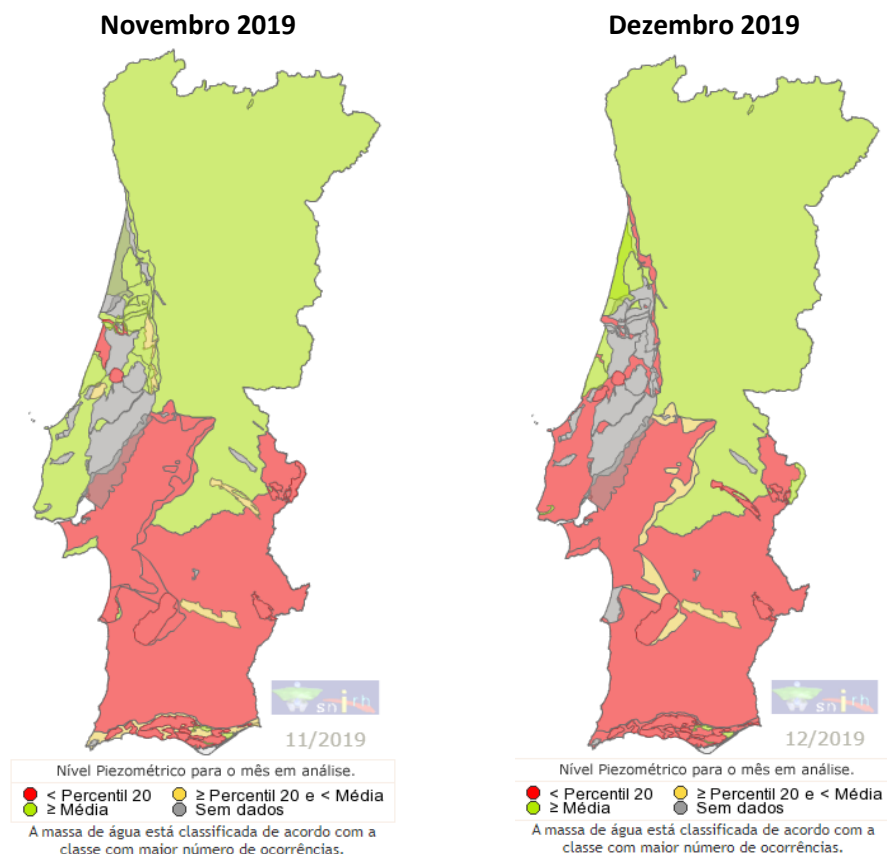 Novembro 2019
snirh
11/2019
Nível Piezométrico para o mês em análise.
< Percentil 20
≥ Percentil 20 e < Média
≥ Média
Sem dados
A massa de água está classificada de acordo com a
classe com maior número de ocorrências.
Dezembro 2019
snirh
12/2019
Nível Piezométrico para o mês em análise.
< Percentil 20
≥ Percentil 20 e < Média
≥ Média
Sem dados
A massa de água está classificada de acordo com a
classe com maior número de ocorrências.